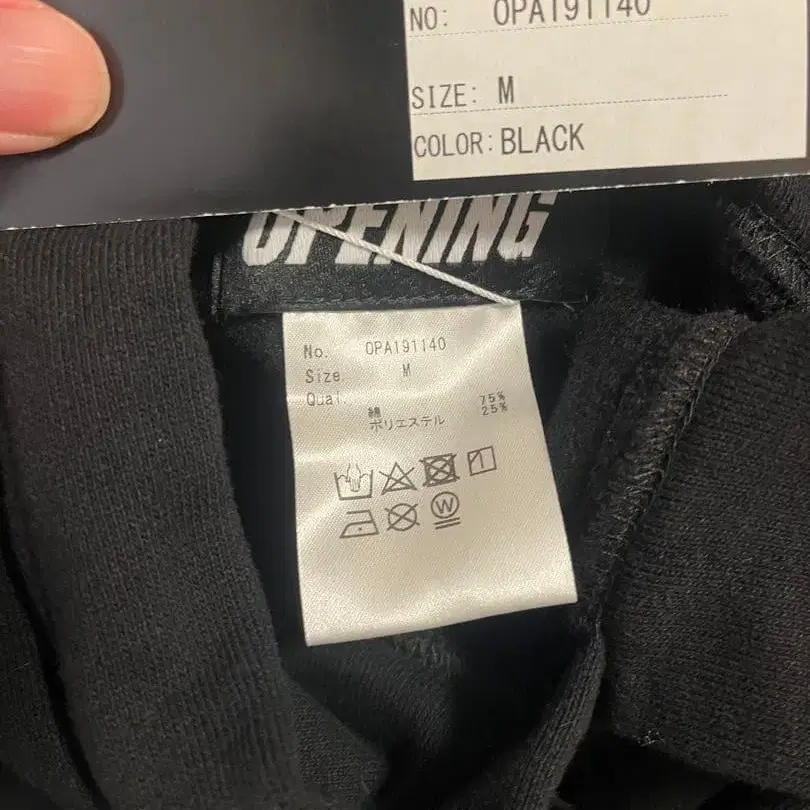 NO: OPA191140
SIZE: M
COLOR: BLACK
OPENING
No. OPA191140
Size M
Qual.
綿 75%
ポリエステル 25%
W